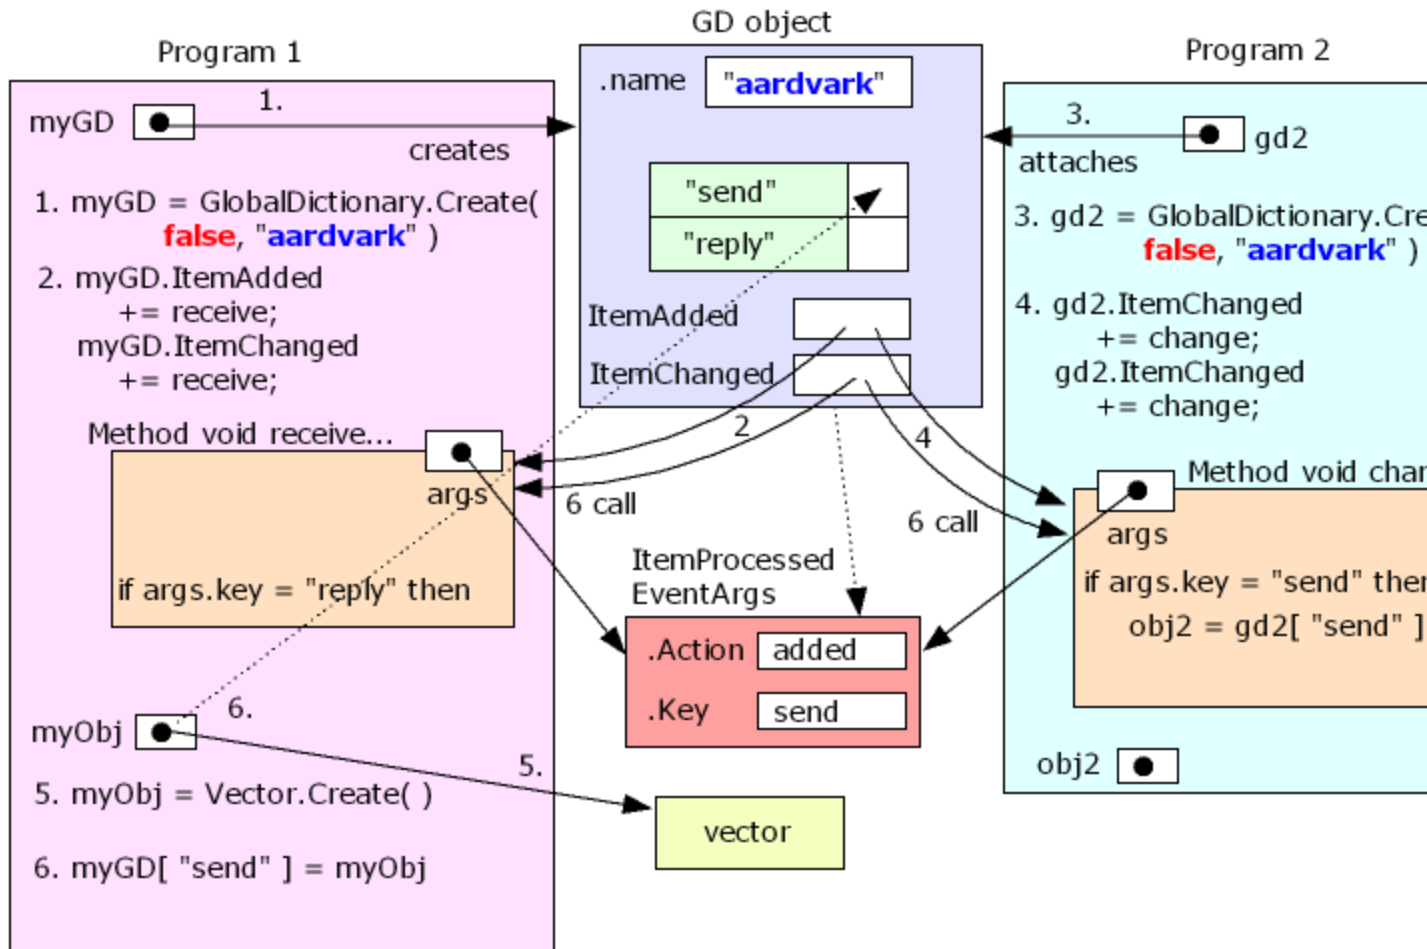 GD object
Program 1
Program 2
.name "aardvark"
myGD
1.
creates
3.
attaches
gd2
"send"
"reply"
ItemAdded
ItemChanged
1. myGD = GlobalDictionary.Create(
false, "aardvark" )
2. myGD.ItemAdded
+= receive;
myGD.ItemChanged
+= receive;
Method void receive...
args
if args.key = "reply" then
2
6 call
4
6 call
3. gd2 = GlobalDictionary.Cre
false, "aardvark" )
4. gd2.ItemChanged
+= change;
gd2.ItemChanged
+= change;
Method void char
args
if args.key = "send" then
obj2 = gd2[ "send" ]
obj2
ItemProcessed
EventArgs
.Action added
.Key send
myObj
6.
5.
5. myObj = Vector.Create( )
6. myGD[ "send" ] = myObj
vector